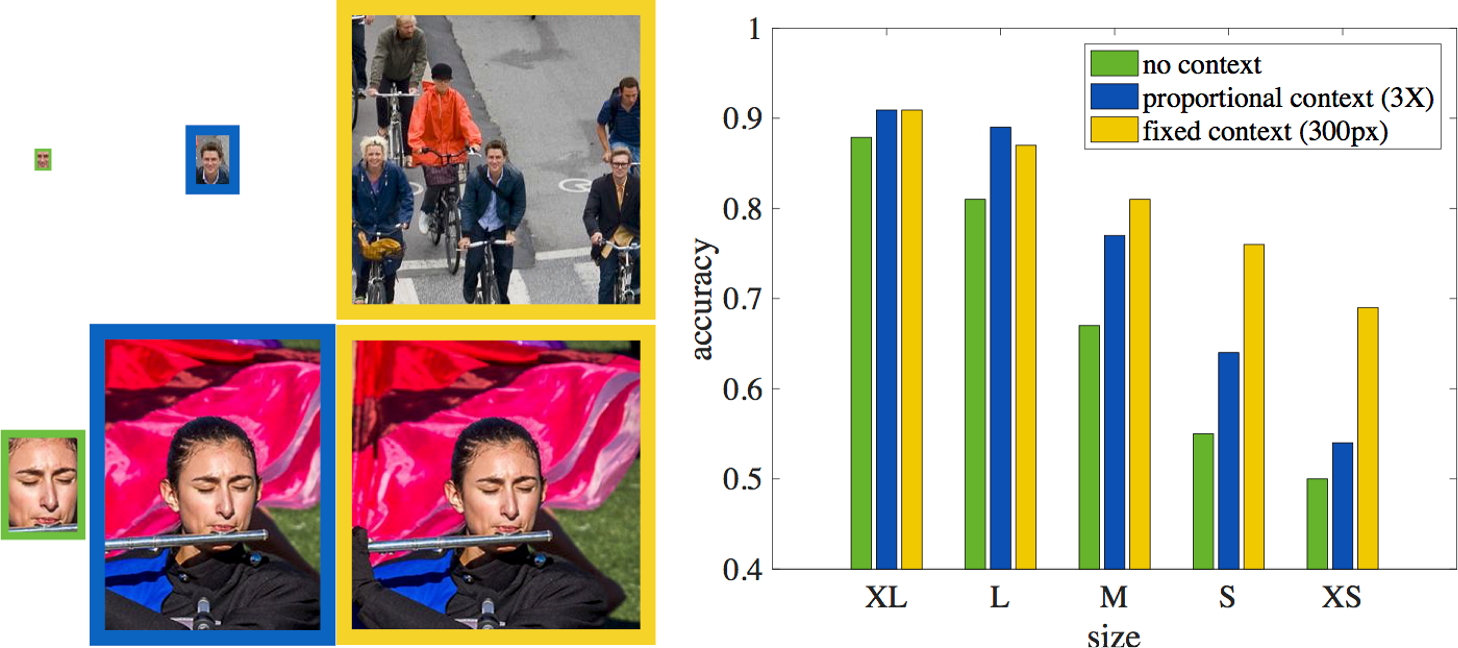 1
0.9
0.8
0.7
0.6
0.5
0.4
accuracy
no context
proportional context (3X)
fixed context (300px)
XL L M S XS
size